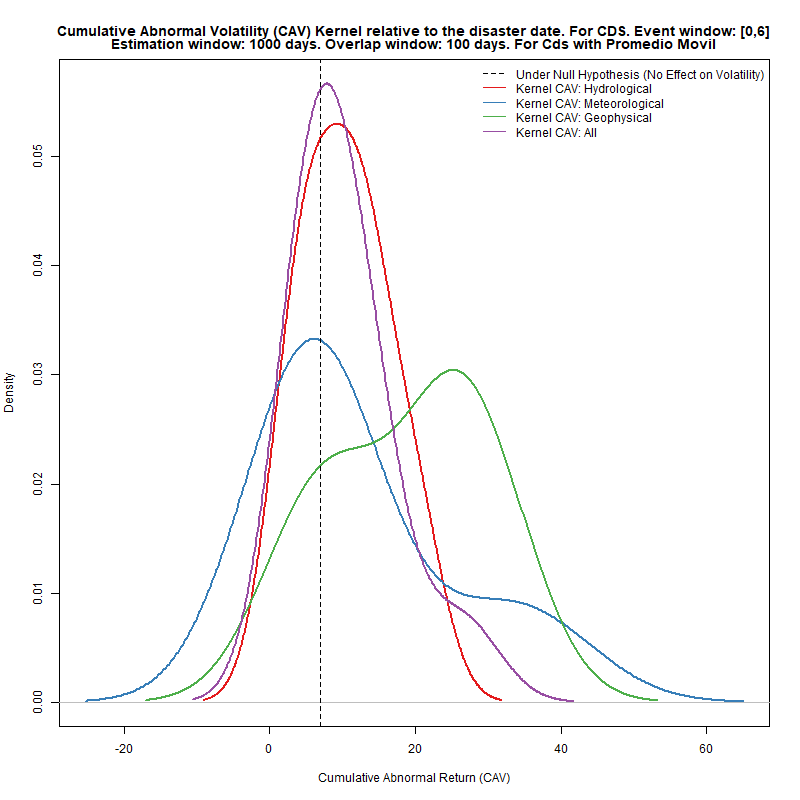 Cumulative Abnormal Volatility (CAV) Kernel relative to the disaster date. For CDS. Event window: [0,6]
Estimation window: 1000 days. Overlap window: 100 days. For Cds with Promedio Movil
Under Null Hypothesis (No Effect on Volatility)
Kernel CAV: Hydrological
Kernel CAV: Meteorological
Kernel CAV: Geophysical
Kernel CAV: All
Density
0.05
0.04
0.03
0.02
0.01
0.00
-20 0 20 40 60
Cumulative Abnormal Return (CAV)